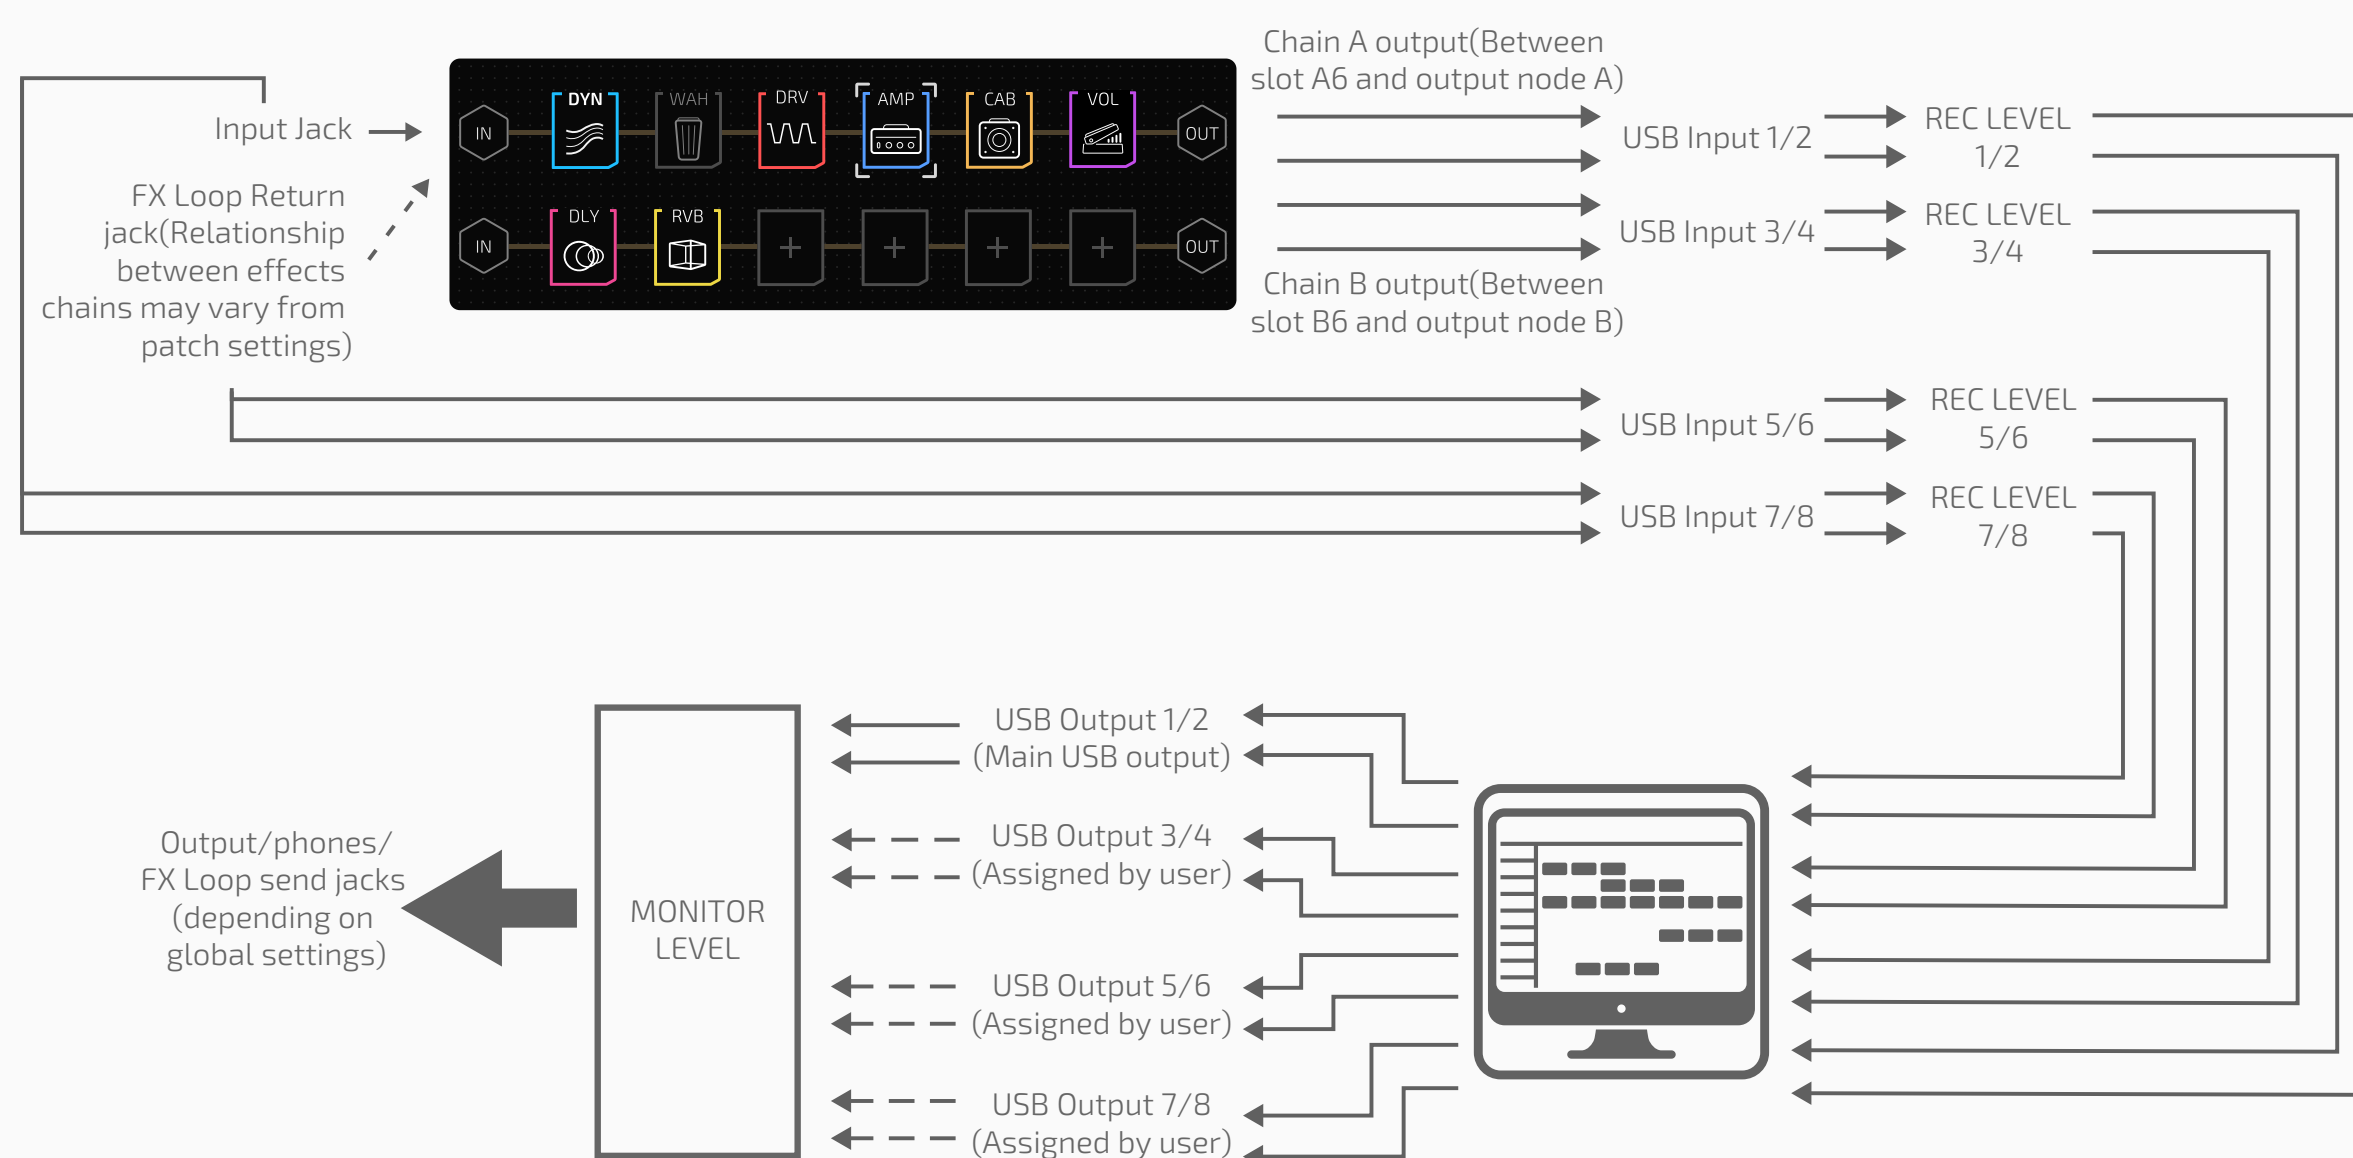 Chain A output(Between
slot A6 and output node A)
Input Jack
IN
DYN
WAH
DRV
AMP
CAB
VOL
OUT
USB Input 1/2
REC LEVEL
1/2
FX Loop Return
jack(Relationship
between effects
chains may vary from
patch settings)
IN
DLY
RVB
OUT
USB Input 3/4
REC LEVEL
3/4
Chain B output(Between
slot B6 and output node B)
USB Input 5/6
REC LEVEL
5/6
USB Input 7/8
REC LEVEL
7/8
USB Output 1/2
(Main USB output)
USB Output 3/4
(Assigned by user)
Output/phones/
FX Loop send jacks
(depending on
global settings)
MONITOR
LEVEL
USB Output 5/6
(Assigned by user)
USB Output 7/8
(Assigned by user)